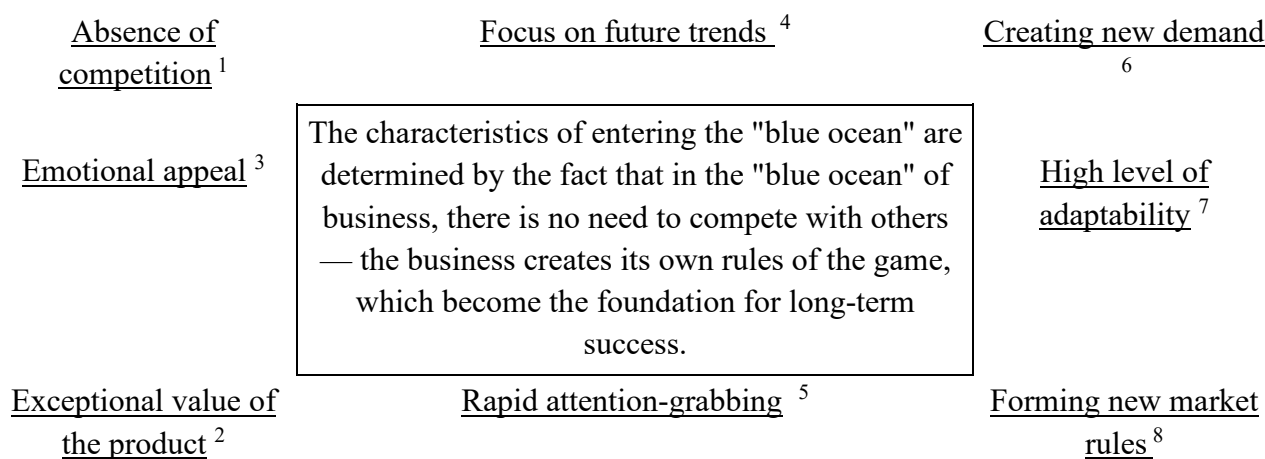 Absence of
competition 1
Focus on future trends 4
Creating new demand
6
Emotional appeal 3
The characteristics of entering the "blue ocean" are
determined by the fact that in the "blue ocean" of
business, there is no need to compete with others
— the business creates its own rules of the game,
which become the foundation for long-term
success.
High level of
adaptability 7
Exceptional value of
the product 2
Rapid attention-grabbing 5
Forming new market
rules 8